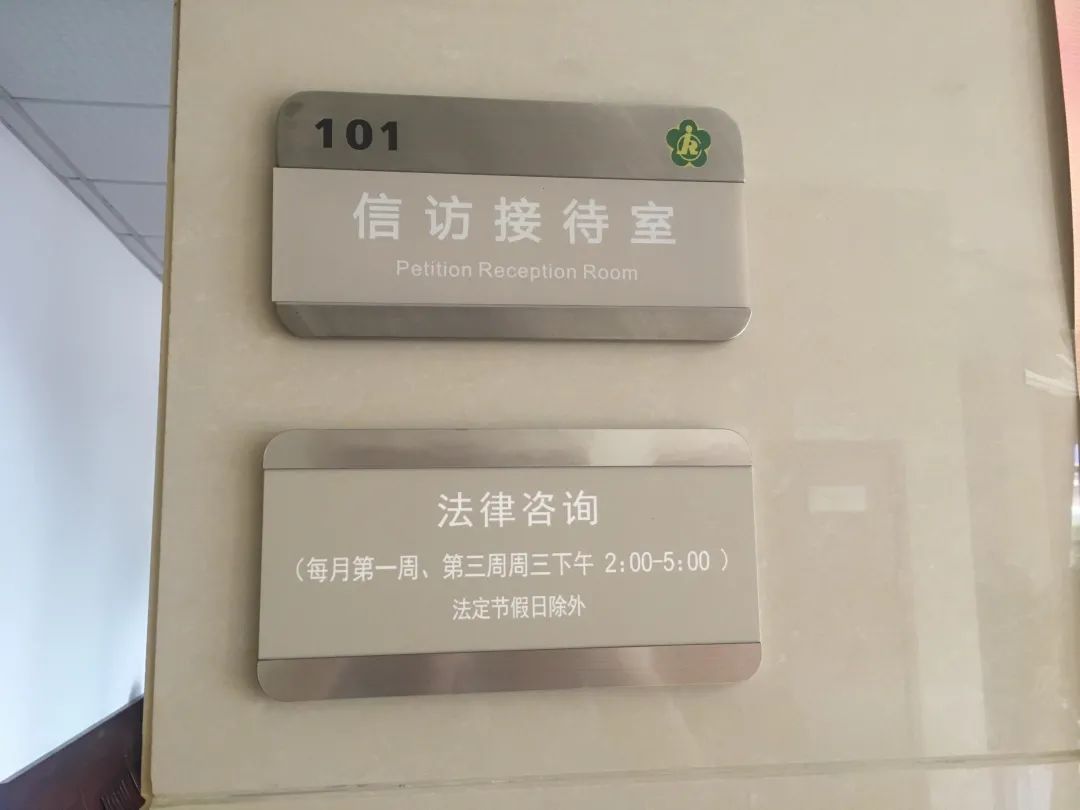 101
信访接待室
Petition Reception Room
法律咨询
（每月第一周、第三周周三下午 2:00-5:00 ）
法定节假日除外